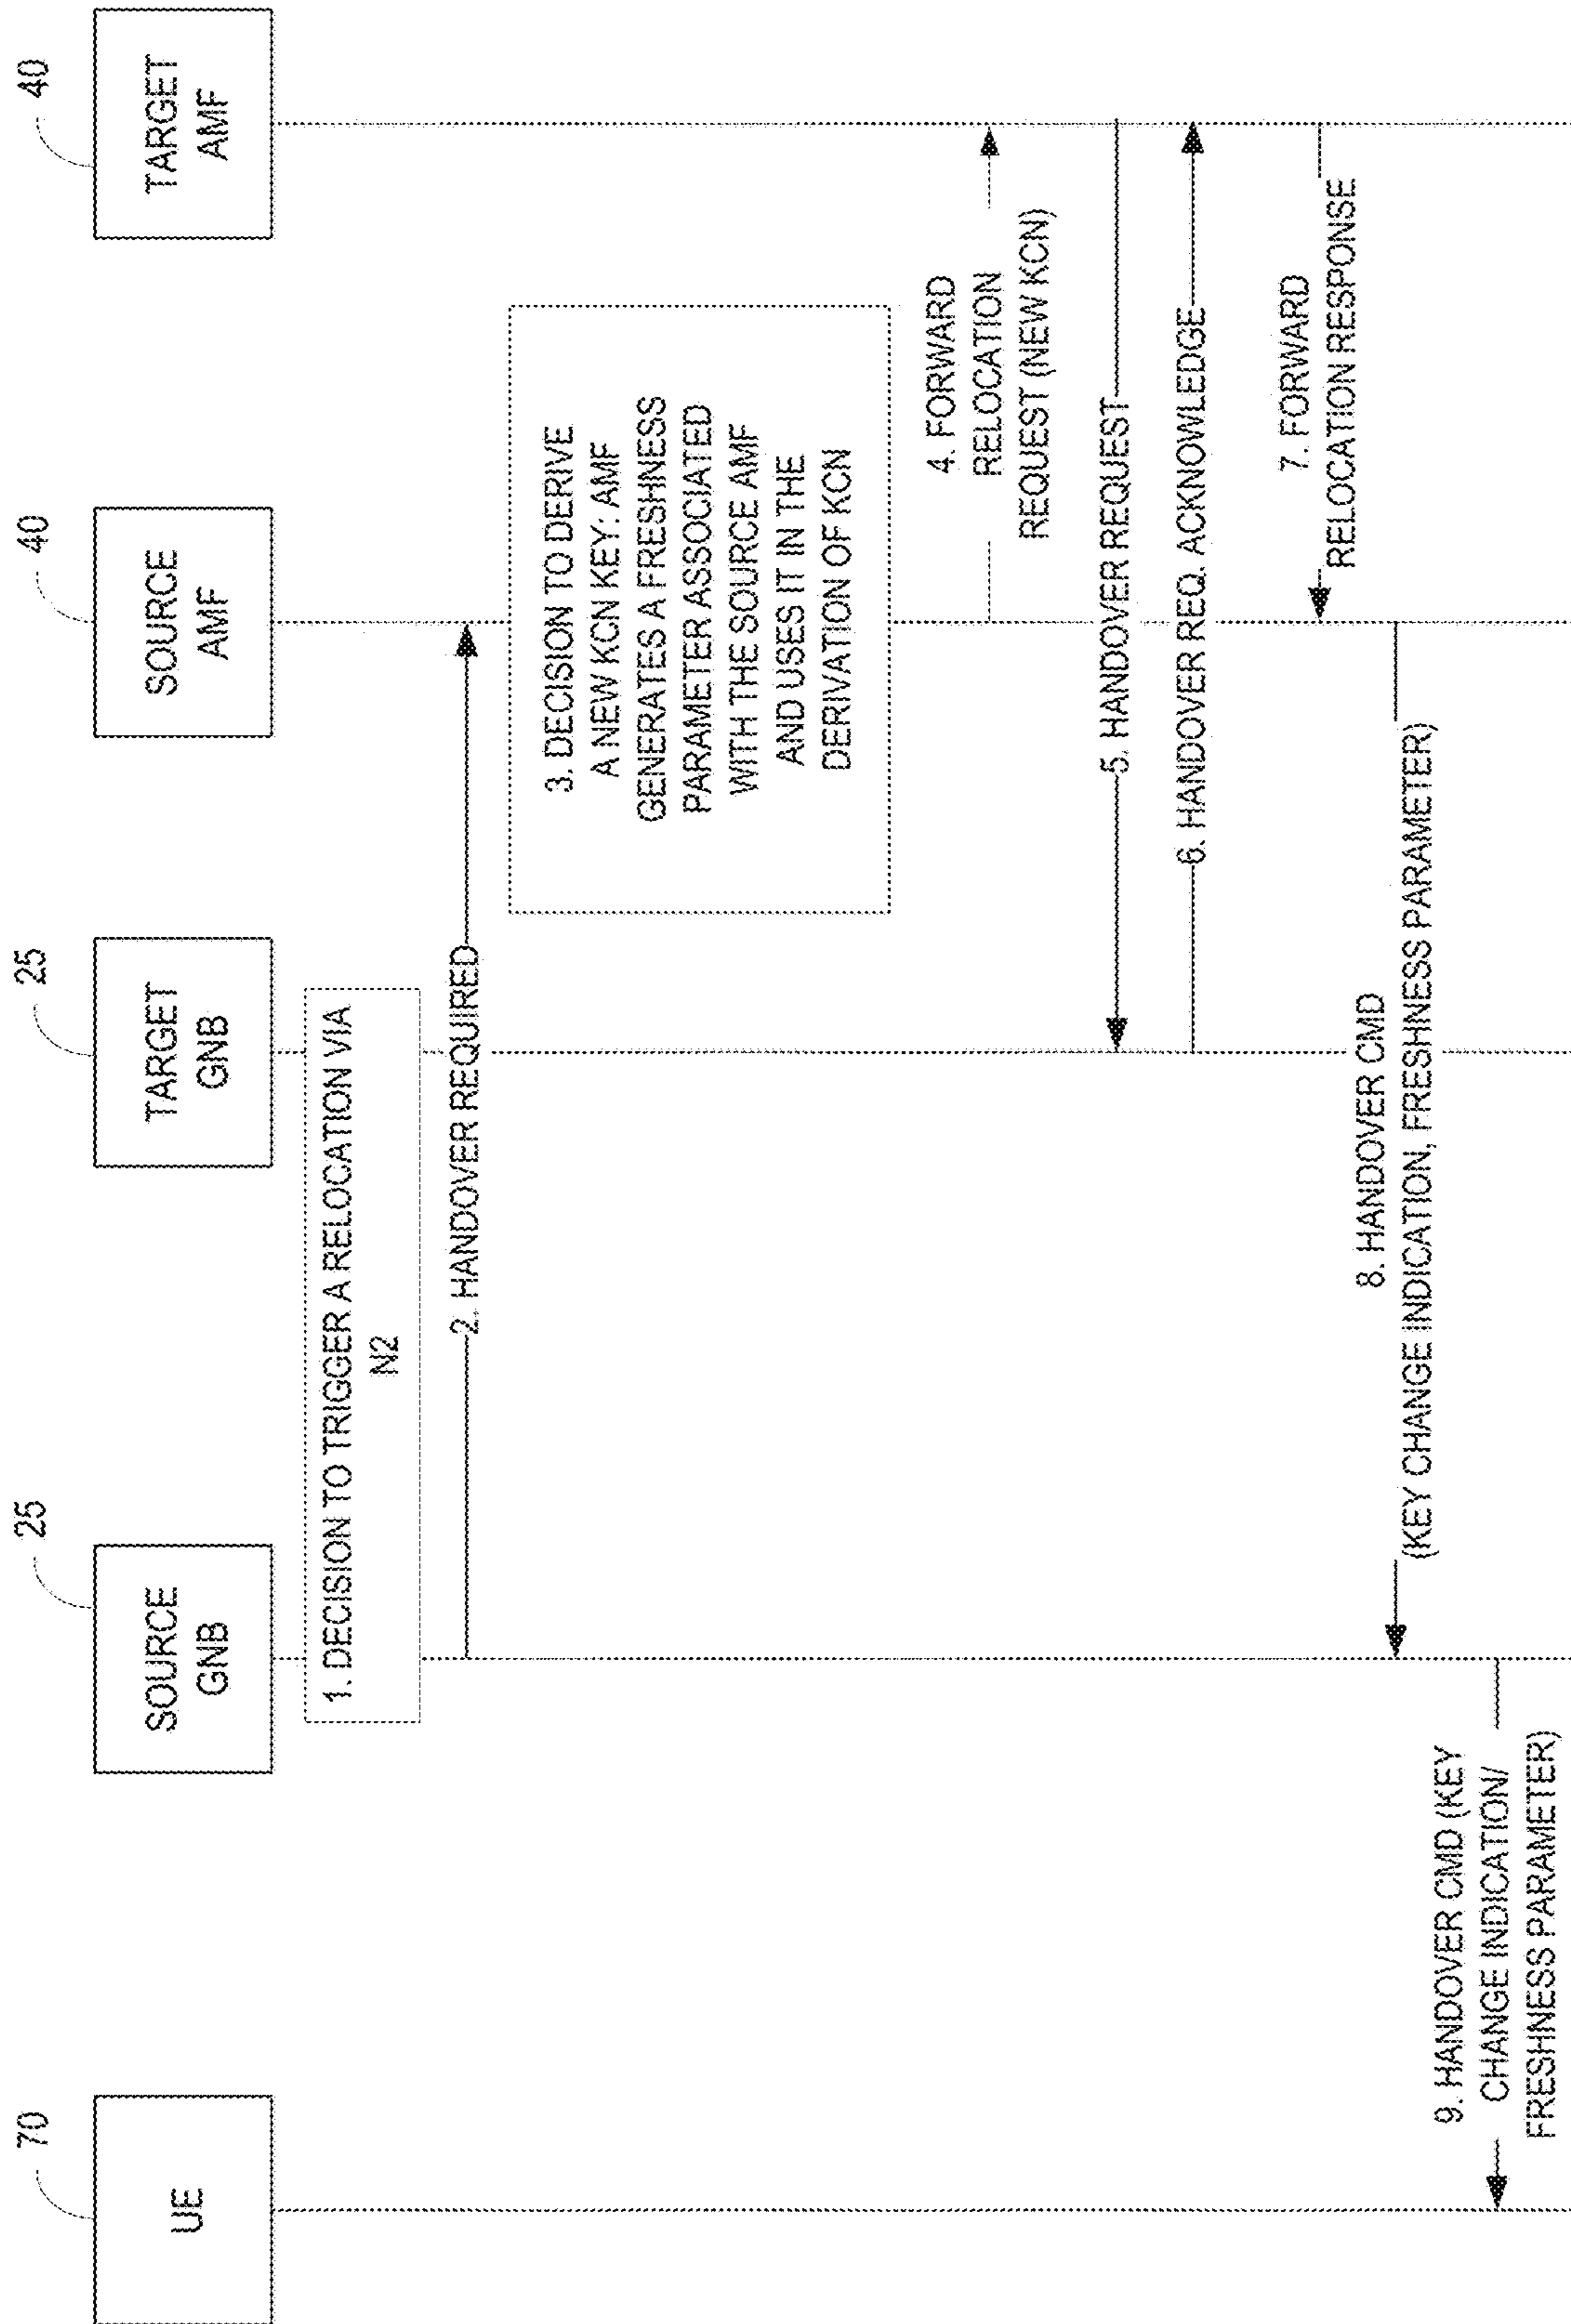 70
UE
25
SOURCE
GNB
25
TARGET
GNB
40
SOURCE
AMF
40
TARGET
AMF
1. DECISION TO TRIGGER A RELOCATION VIA
N2
2. HANDOVER REQUIRED
3. DECISION TO DERIVE
A NEW KCN KEY: AMF
GENERATES A FRESHNESS
PARAMETER ASSOCIATED
WITH THE SOURCE AMF
AND USES IT IN THE
DERIVATION OF KCN
4. FORWARD
RELOCATION
REQUEST (NEW KCN)
5. HANDOVER REQUEST
6. HANDOVER REQ. ACKNOWLEDGE
7. FORWARD
RELOCATION RESPONSE
8. HANDOVER CMD
(KEY CHANGE INDICATION, FRESHNESS PARAMETER)
9. HANDOVER CMD (KEY
CHANGE INDICATION/
FRESHNESS PARAMETER)